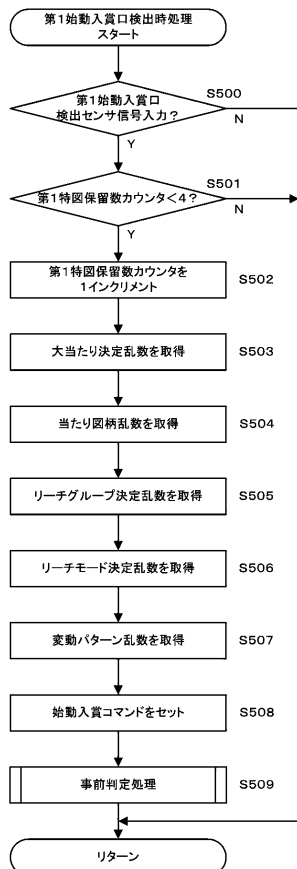 第1始動入賞口検出時処理
スタート
S500
第1始動入賞口
検出センサ信号入力？
N
Y
S501
第1特図保留数カウンタ＜4？
N
Y
第1特図保留数カウンタを
1インクリメント
S502
大当たり決定乱数を取得
S503
当たり図柄乱数を取得
S504
リーチグループ決定乱数を取得
S505
リーチモード決定乱数を取得
S506
変動パターン乱数を取得
S507
始動入賞コマンドをセット
S508
事前判定処理
S509
リターン